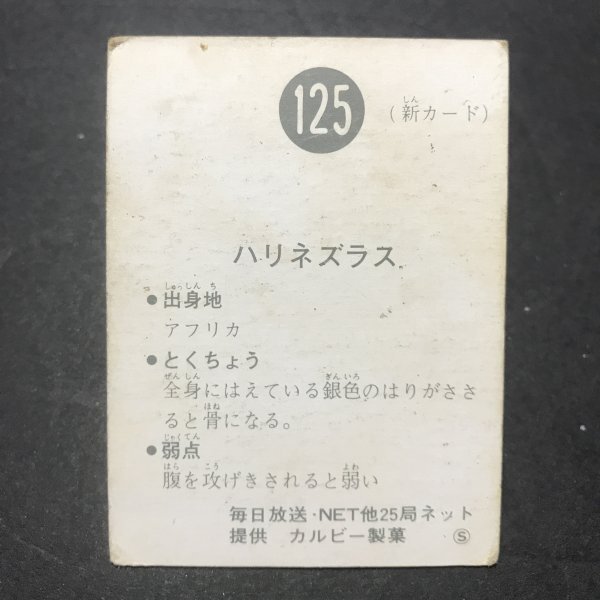 125
(新カード)
ハリネズラス
●出身地
アフリカ
●とくちょう
全身にはえている銀色のはりがささ
ると骨になる。
●弱点
腹を攻げきされると弱い
毎日放送・NET他25局ネット
提供 カルビー製菓 Ⓢ